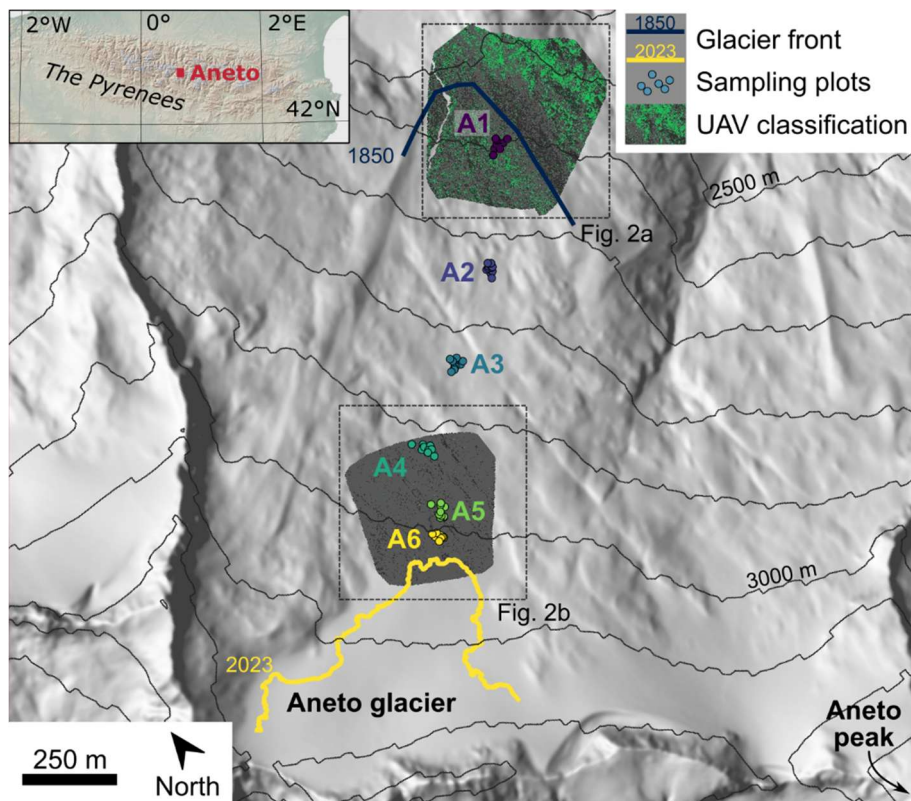 2°W
0°
2°E
Aneto
The Pyrenees
42°N
1850
Glacier front
2023
Sampling plots
UAV classification
A1
1850
2500 m
Fig. 2a
A2
A3
A4
A5
A6
3000 m
Fig. 2b
2023
Aneto glacier
Aneto
peak
250 m
North